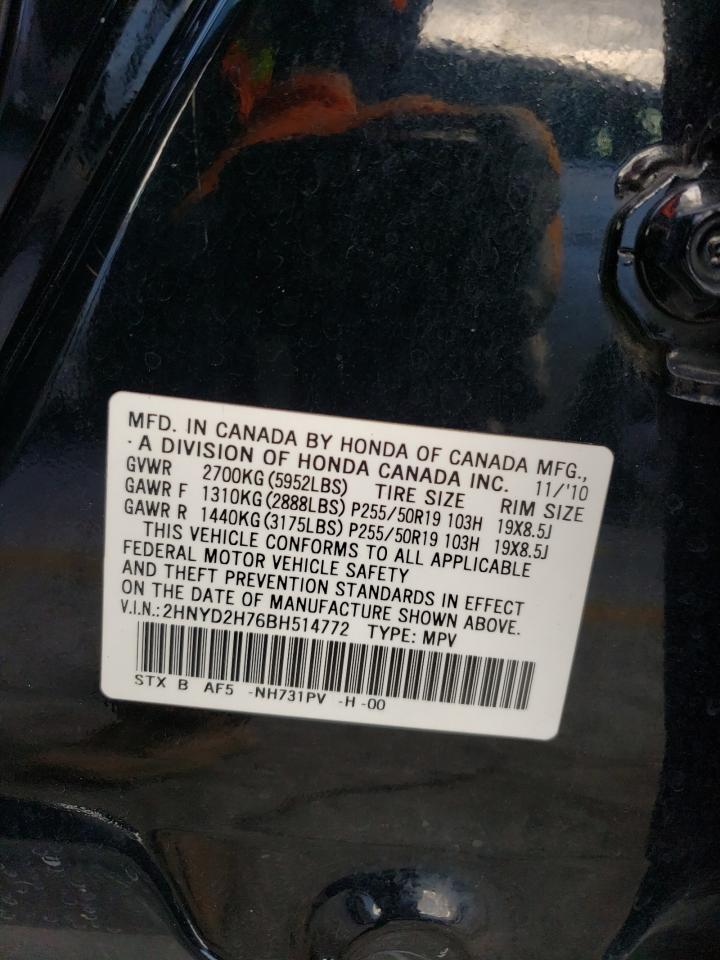 MFD. IN CANADA BY HONDA OF CANADA MFG.,
· A DIVISION OF HONDA CANADA INC. 11/'10
GVWR 2700KG(5952LBS) TIRE SIZE RIM SIZE
GAWR F 1310KG(2888LBS) P255/50R19 103H 19X8.5J
GAWR R 1440KG(3175LBS) P255/50R19 103H 19X8.5J
THIS VEHICLE CONFORMS TO ALL APPLICABLE
FEDERAL MOTOR VEHICLE SAFETY
AND THEFT PREVENTION STANDARDS IN EFFECT
ON THE DATE OF MANUFACTURE SHOWN ABOVE.
V.I.N.:2HNYD2H76BH514772 TYPE: MPV
STX B AF5 -NH731PV -H -00